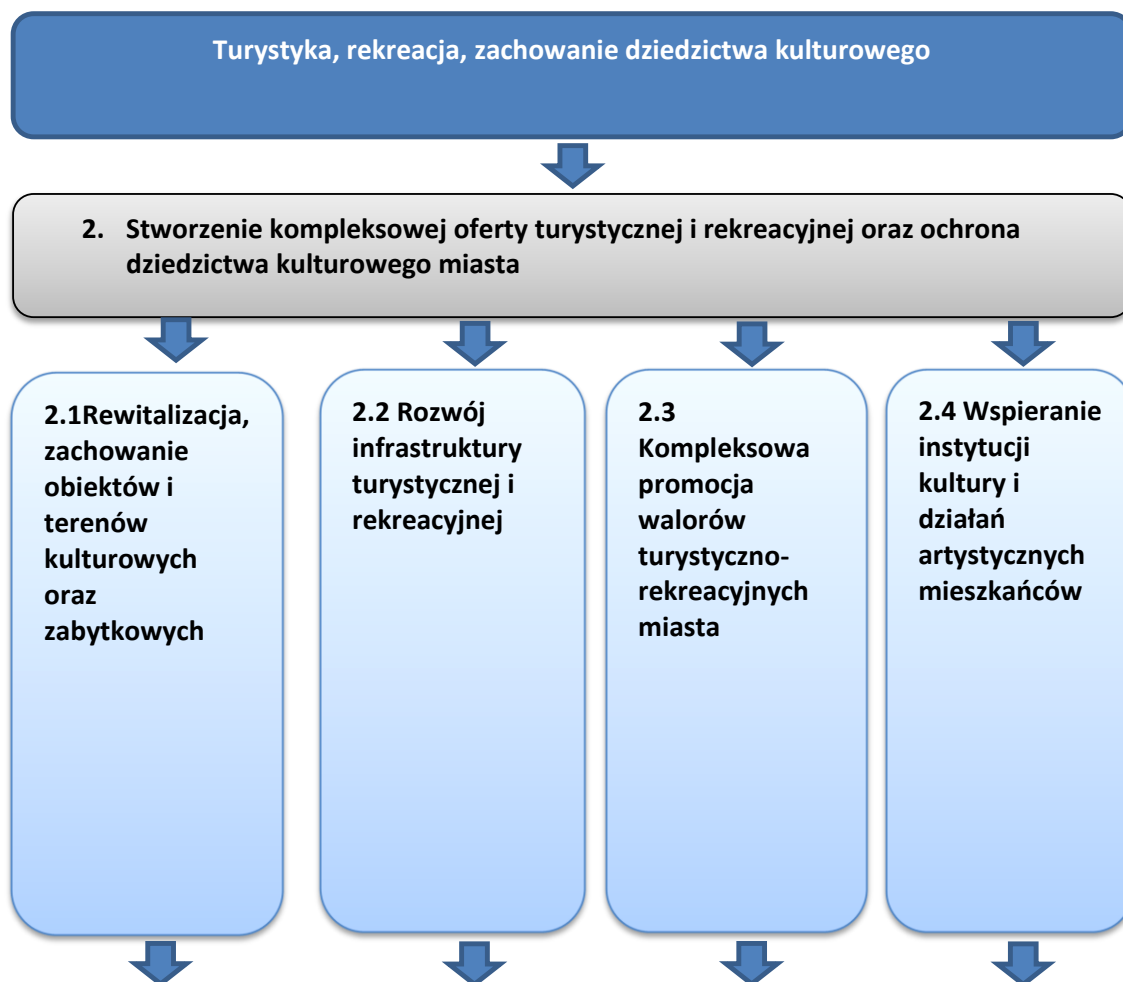 Turystyka, rekreacja, zachowanie dziedzictwa kulturowego
2. Stworzenie kompleksowej oferty turystycznej i rekreacyjnej oraz ochrona
dziedzictwa kulturowego miasta
2.1Rewitalizacja,
zachowanie
obiektów i
terenów
kulturowych
oraz
zabytkowych
2.2 Rozwój
infrastruktury
turystycznej i
rekreacyjnej
2.3
Kompleksowa
promocja
walorów
turystyczno-
rekreacyjnych
miasta
2.4 Wspieranie
instytucji
kultury i
działań
artystycznych
mieszkańców